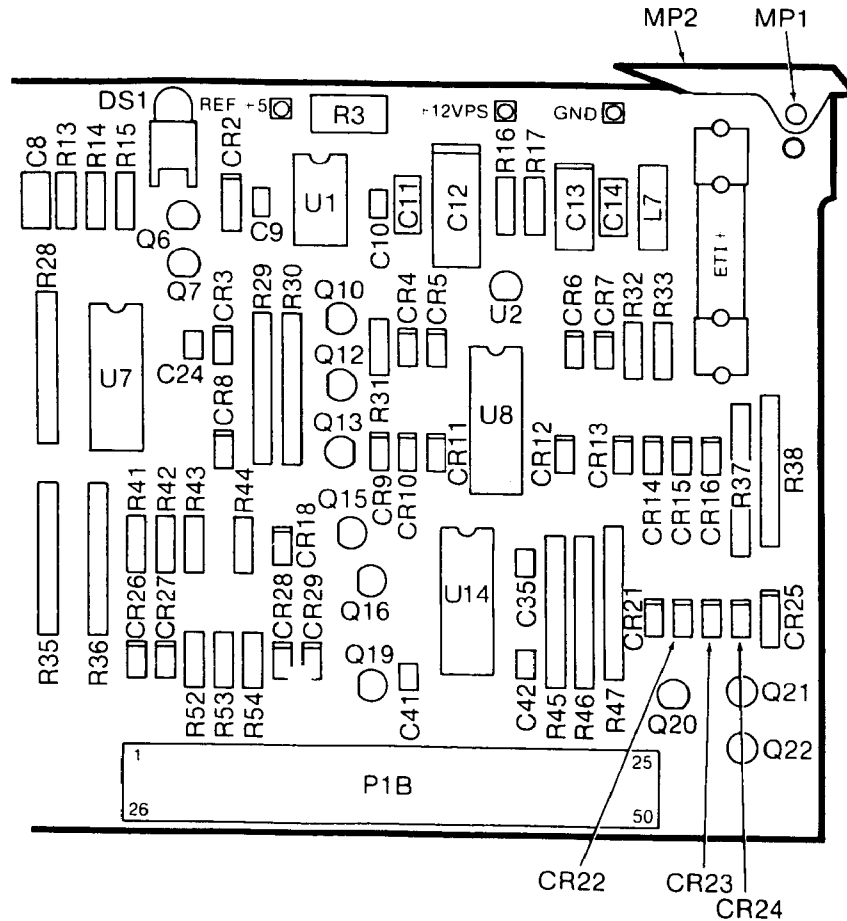 MP2 MP1
DS1 REF +5 R3 +12VPS GND
C8 R13 R14 R15 CR2 C9 U1 C10 C11 C12 R16 R17 C13 C14 L7 ETI+
Q6
Q7
R28 U7 C24 CR3 CR8 R29 R30 Q10 Q12 Q13 R31 CR4 CR5 U2 CR6 CR7 R32 R33
U8
CR9 CR10 CR11 CR12 CR13 CR14 CR15 CR16 R37 R38
R41 R42 R43 R44 CR18 Q15
Q16 U14 C35
R35 R36 CR26 CR27 CR28 CR29 CR21 CR25
R52 R53 R54 Q19 C41 C42 R45 R46 R47 Q20 Q21
Q22
1 25
P1B
26 50
CR22 CR23
CR24